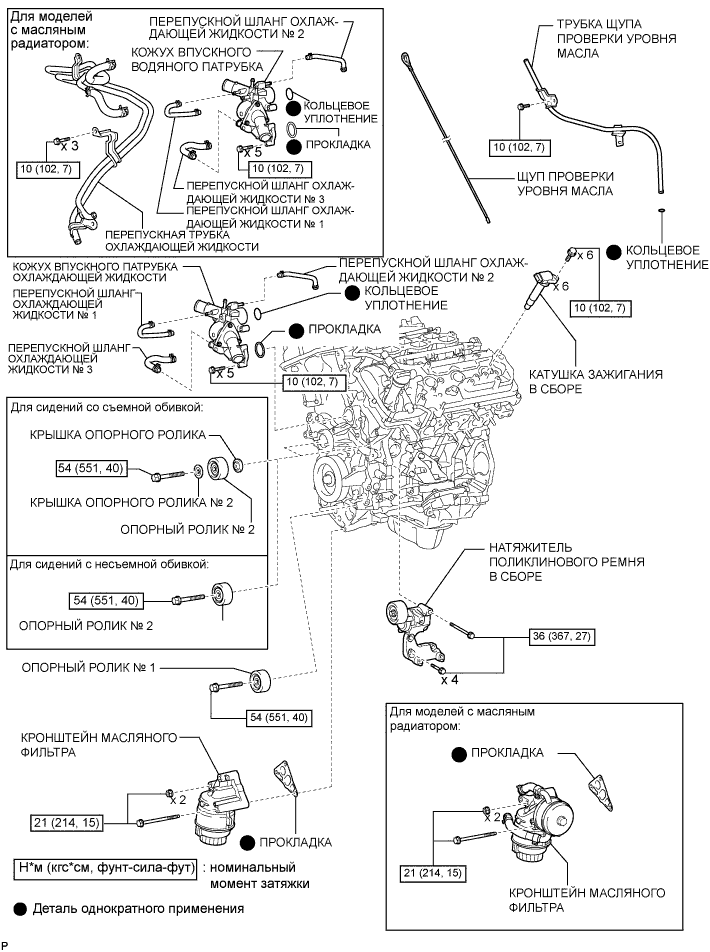 Для моделей
с масляным
радиатором:
ПЕРЕПУСКНОЙ ШЛАНГ ОХЛАЖ-
ДАЮЩЕЙ ЖИДКОСТИ № 2
КОЖУХ ВПУСКНОГО
ВОДЯНОГО ПАТРУБКА
КОЛЬЦЕВОЕ
УПЛОТНЕНИЕ
ПРОКЛАДКА
x 3
10 (102, 7)
x 5
10 (102, 7)
ПЕРЕПУСКНОЙ ШЛАНГ ОХЛАЖ-
ДАЮЩЕЙ ЖИДКОСТИ № 3
ПЕРЕПУСКНОЙ ШЛАНГ ОХЛАЖ-
ДАЮЩЕЙ ЖИДКОСТИ № 1
ПЕРЕПУСКНАЯ ТРУБКА
ОХЛАЖДАЮЩЕЙ ЖИДКОСТИ
ТРУБКА ЩУПА
ПРОВЕРКИ УРОВНЯ
МАСЛА
10 (102, 7)
ЩУП ПРОВЕРКИ
УРОВНЯ МАСЛА
КОЛЬЦЕВОЕ
УПЛОТНЕНИЕ
КОЖУХ ВПУСКНОГО ПАТРУБКА
ОХЛАЖДАЮЩЕЙ ЖИДКОСТИ
ПЕРЕПУСКНОЙ ШЛАНГ ОХЛАЖ-
ДАЮЩЕЙ ЖИДКОСТИ № 2
КОЛЬЦЕВОЕ
УПЛОТНЕНИЕ
ПЕРЕПУСКНОЙ ШЛАНГ
ОХЛАЖДАЮЩЕЙ
ЖИДКОСТИ № 1
ПРОКЛАДКА
ПЕРЕПУСКНОЙ ШЛАНГ
ОХЛАЖДАЮЩЕЙ
ЖИДКОСТИ № 3
x 5
10 (102, 7)
x 6
x 6
10 (102, 7)
КАТУШКА ЗАЖИГАНИЯ
В СБОРЕ
Для сидений со съемной обивкой:
КРЫШКА ОПОРНОГО РОЛИКА
54 (551, 40)
КРЫШКА ОПОРНОГО РОЛИКА № 2
ОПОРНЫЙ РОЛИК № 2
Для сидений с несъемной обивкой:
54 (551, 40)
ОПОРНЫЙ РОЛИК № 2
НАТЯЖИТЕЛЬ
ПОЛИКЛИНОВОГО РЕМНЯ
В СБОРЕ
36 (367, 27)
x 4
ОПОРНЫЙ РОЛИК № 1
54 (551, 40)
КРОНШТЕЙН МАСЛЯНОГО
ФИЛЬТРА
x 2
21 (214, 15)
ПРОКЛАДКА
Для моделей с масляным
радиатором:
ПРОКЛАДКА
x 2
21 (214, 15)
КРОНШТЕЙН МАСЛЯНОГО
ФИЛЬТРА
Н*м (кгс*см, фунт-сила-фут) : номинальный
момент затяжки
Деталь однократного применения
P